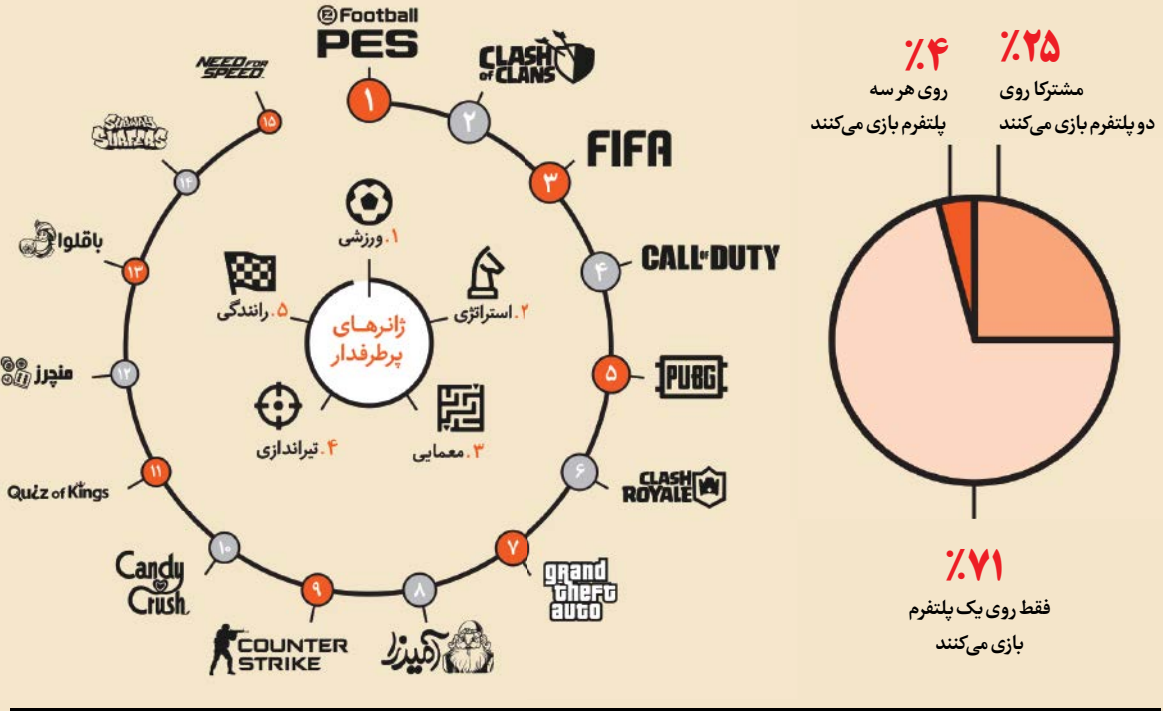 eFootball
PES
۱
CLASH
of CLANS
۲
FIFA
۳
CALL OF DUTY
۴
PUBG
۵
CLASH
ROYALE
۶
grand
theft
auto
۷
آمیرزا
۸
COUNTER
STRIKE
۹
Candy
Crush
۱۰
Quiz of Kings
۱۱
منچرز
۱۲
باقلوا
۱۳
SUBWAY
SURFERS
۱۴
NEED FOR
SPEED
۱۵
ژانرهای
پرطرفدار
۱. ورزشی
۲. استراتژی
۳. معمایی
۴. تیراندازی
۵. رانندگی
٪۲۵
مشترکا روی
دو پلتفرم بازی می‌کنند
٪۴
روی هر سه
پلتفرم بازی می‌کنند
٪۷۱
فقط روی یک پلتفرم
بازی می‌کنند